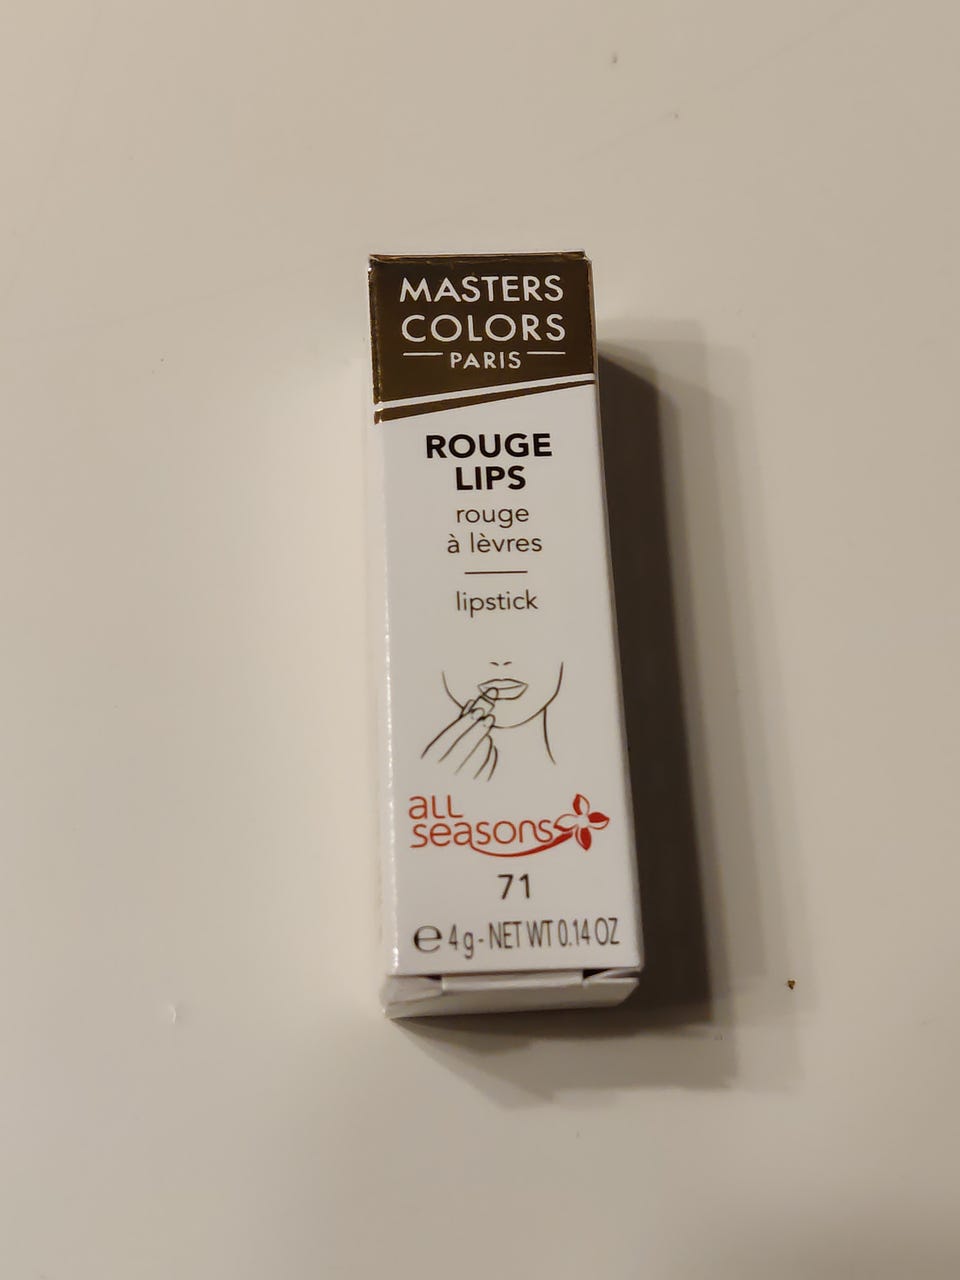 MASTERS
COLORS
PARIS
ROUGE
LIPS
rouge
à lèvres
lipstick
all
seasons
71
℮ 4 g - NET WT 0.14 OZ